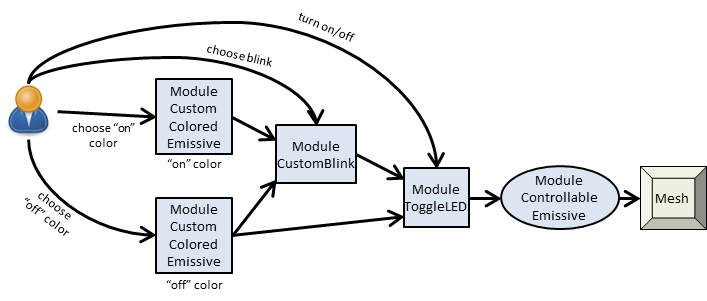 turn on/off
choose blink
Module
Custom
Colored
Emissive
choose "on"
color
"on" color
Module
CustomBlink
choose
"off" color
Module
Custom
Colored
Emissive
"off" color
Module
ToggleLED
Module
Controllable
Emissive
Mesh